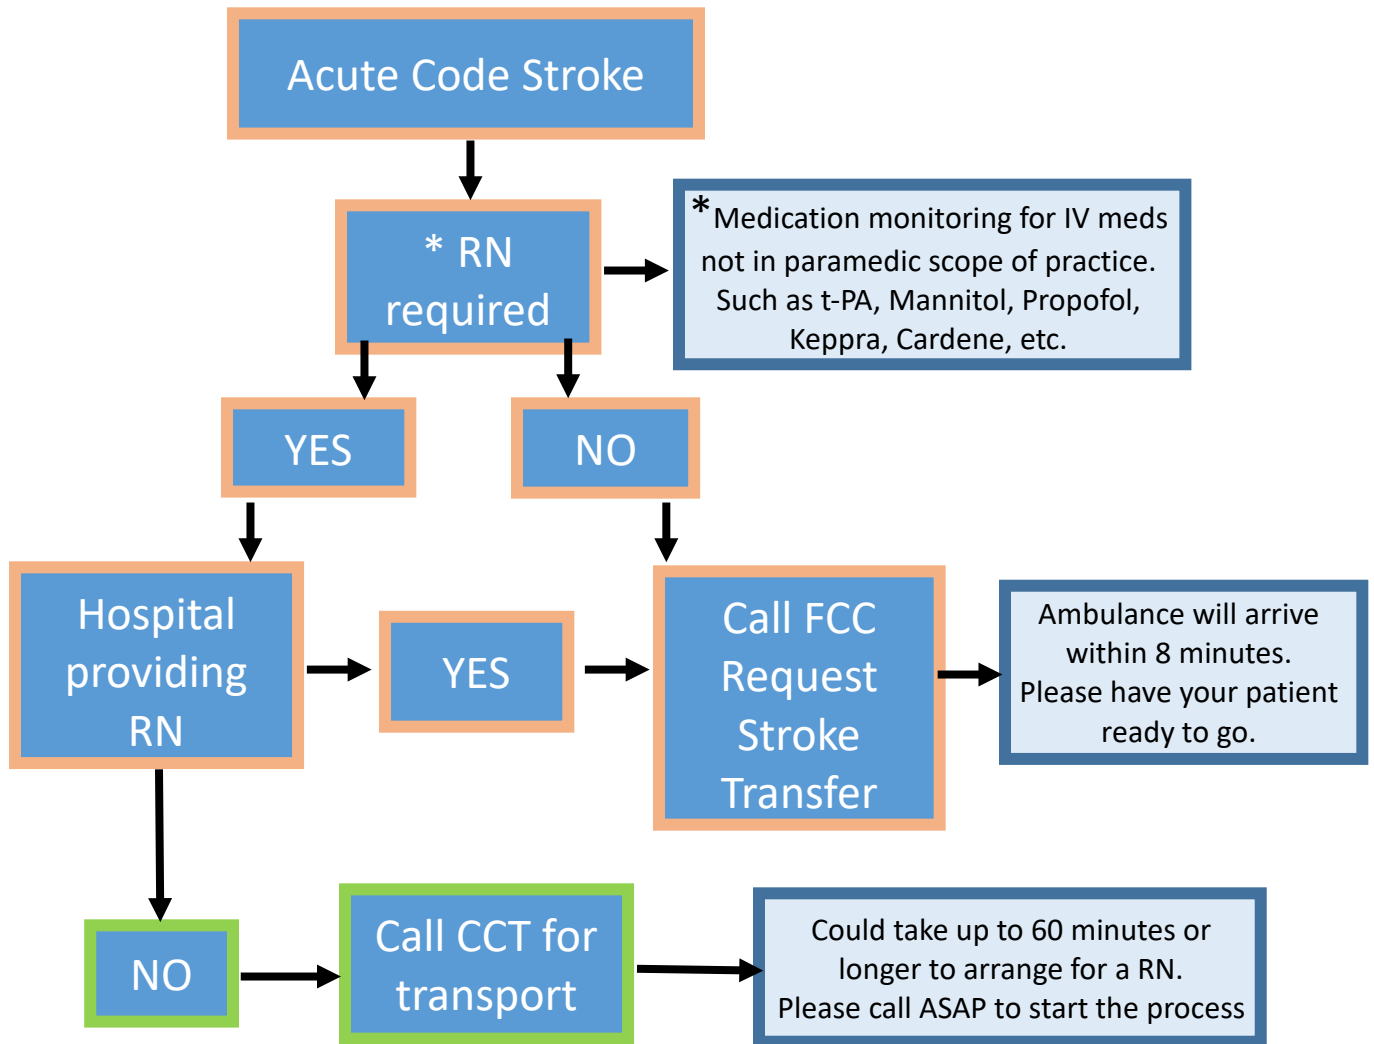 Acute Code Stroke
* RN
required
*Medication monitoring for IV meds
not in paramedic scope of practice.
Such as t-PA, Mannitol, Propofol,
Keppra, Cardene, etc.
YES
NO
Hospital
providing
RN
YES
Call FCC
Request
Stroke
Transfer
Ambulance will arrive
within 8 minutes.
Please have your patient
ready to go.
NO
Call CCT for
transport
Could take up to 60 minutes or
longer to arrange for a RN.
Please call ASAP to start the process